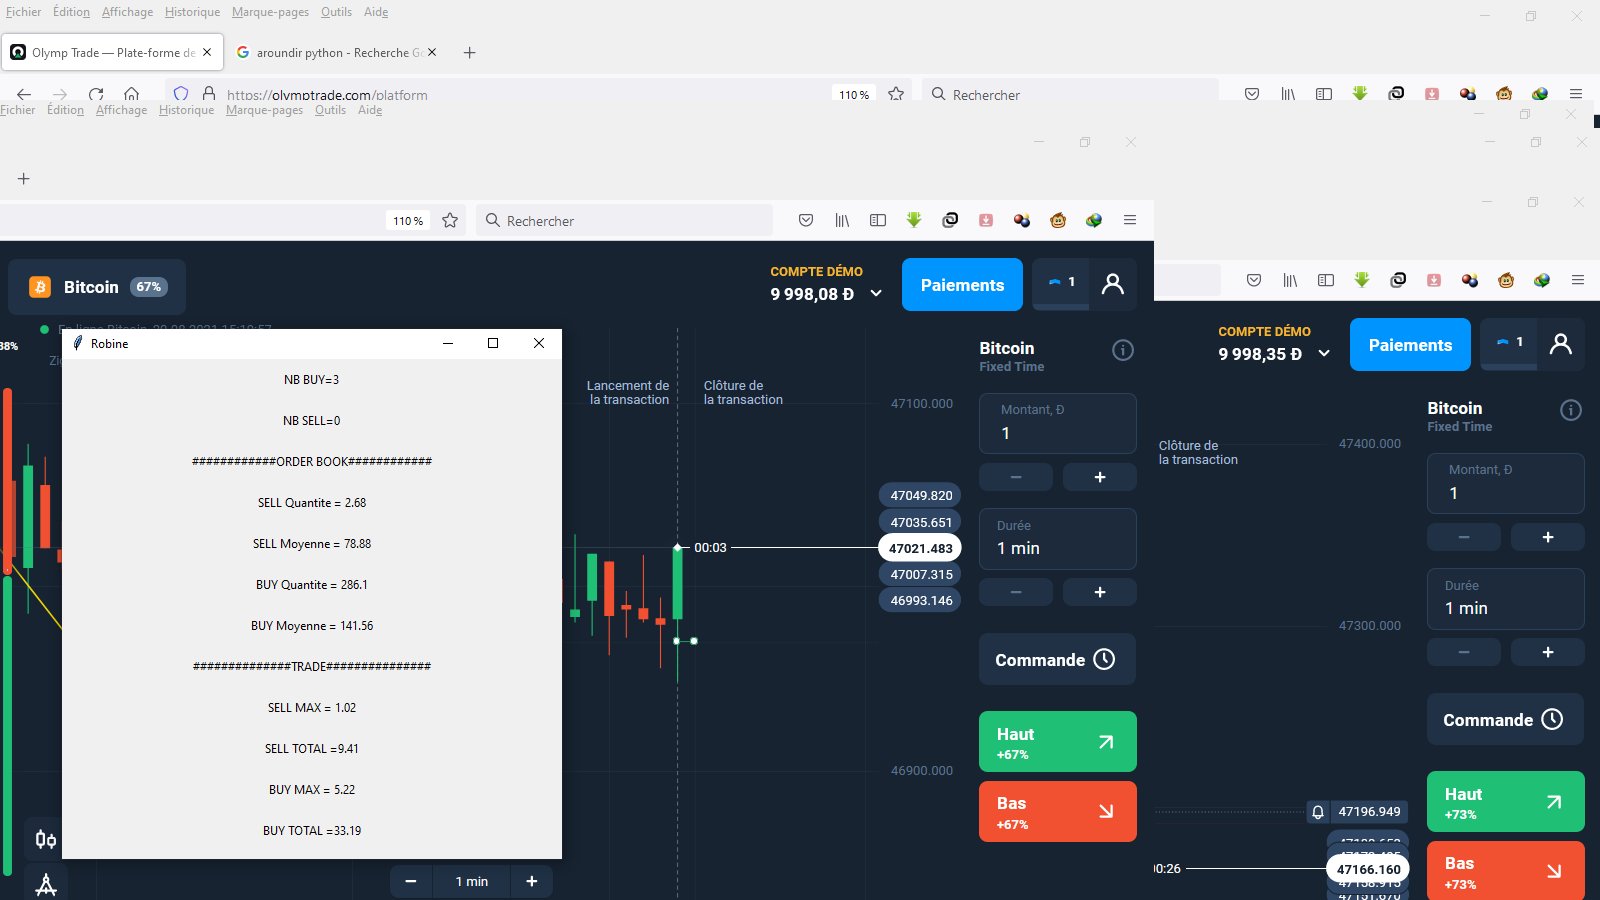 Fichier Édition Affichage Historique Marque-pages Outils Aide
Olymp Trade — Plate-forme de
aroundir python - Recherche Go
https://olymptrade.com/platform
110 %
Rechercher
Fichier Édition Affichage Historique Marque-pages Outils Aide
110 %
Rechercher
Bitcoin 67%
COMPTE DÉMO
9 998,08 Đ
Paiements
1
38%
Robine
NB BUY=3
NB SELL=0
############ORDER BOOK############
SELL Quantite = 2.68
SELL Moyenne = 78.88
BUY Quantite = 286.1
BUY Moyenne = 141.56
##############TRADE###############
SELL MAX = 1.02
SELL TOTAL =9.41
BUY MAX = 5.22
BUY TOTAL =33.19
Lancement de
la transaction
Clôture de
la transaction
00:03
47100.000
47049.820
47035.651
47021.483
47007.315
46993.146
46900.000
1 min
Bitcoin
Fixed Time
Montant, Đ
1
Durée
1 min
Commande
Haut
+67%
Bas
+67%
COMPTE DÉMO
9 998,35 Đ
Paiements
1
Clôture de
la transaction
47400.000
47300.000
47196.949
47166.160
Bitcoin
Fixed Time
Montant, Đ
1
Durée
1 min
Commande
Haut
+73%
Bas
+73%